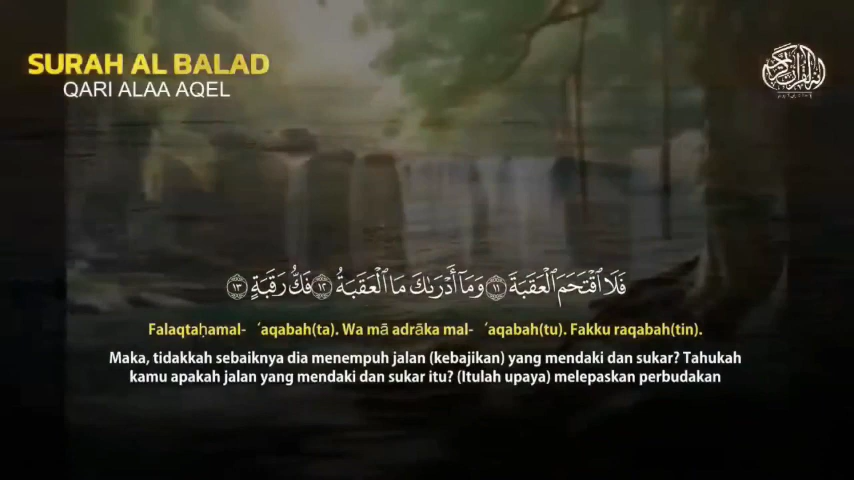 SURAH AL BALAD
QARI ALAA AQEL
فَلَا ٱقْتَحَمَ ٱلْعَقَبَةَ ١١ وَمَآ أَدْرَىٰكَ مَا ٱلْعَقَبَةُ ١٢ فَكُّ رَقَبَةٍ ١٣
Falaqtaḥamal- ‘aqabah(ta). Wa mā adrāka mal- ‘aqabah(tu). Fakku raqabah(tin).
Maka, tidakkah sebaiknya dia menempuh jalan (kebajikan) yang mendaki dan sukar? Tahukah
kamu apakah jalan yang mendaki dan sukar itu? (Itulah upaya) melepaskan perbudakan